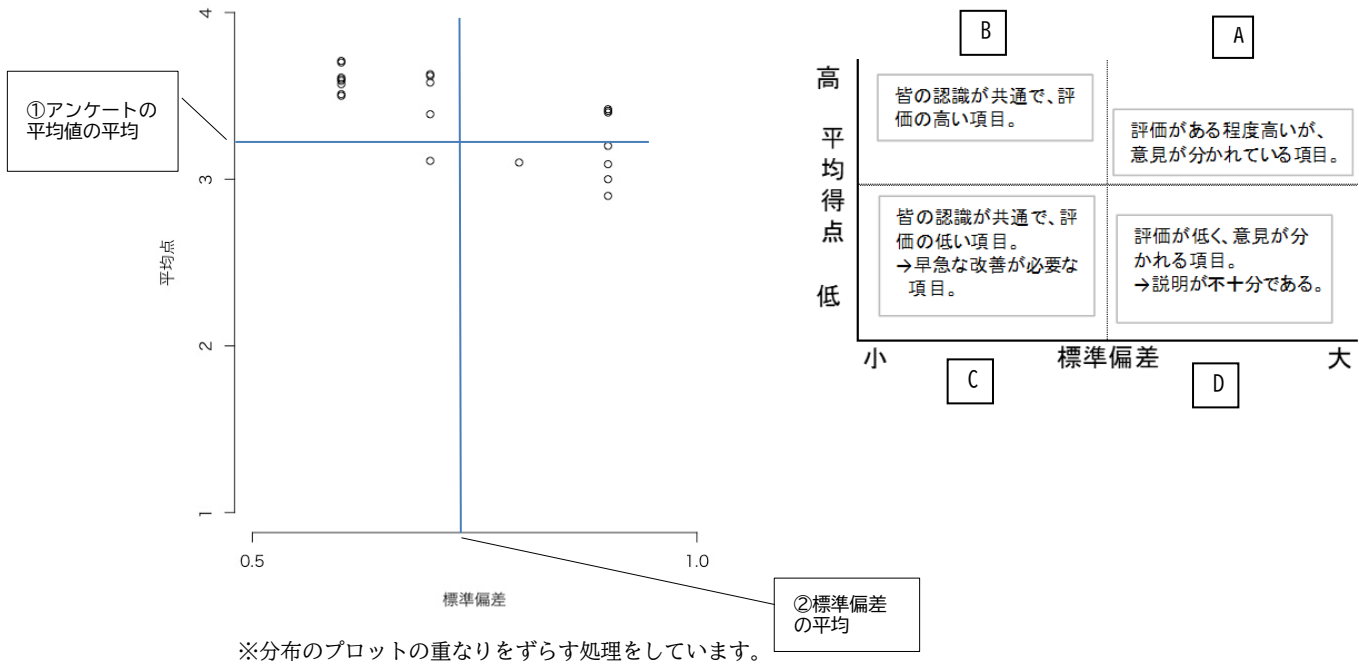 ①アンケートの
平均値の平均
4
3
2
1
平均点
0.5
1.0
標準偏差
②標準偏差
の平均
※分布のプロットの重なりをずらす処理をしています。
B
A
高
平均得点
低
皆の認識が共通で、評
価の高い項目。
評価がある程度高いが、
意見が分かれている項目。
皆の認識が共通で、評
価の低い項目。
→早急な改善が必要な
項目。
評価が低く、意見が分
かれる項目。
→説明が不十分である。
小
標準偏差
大
C
D